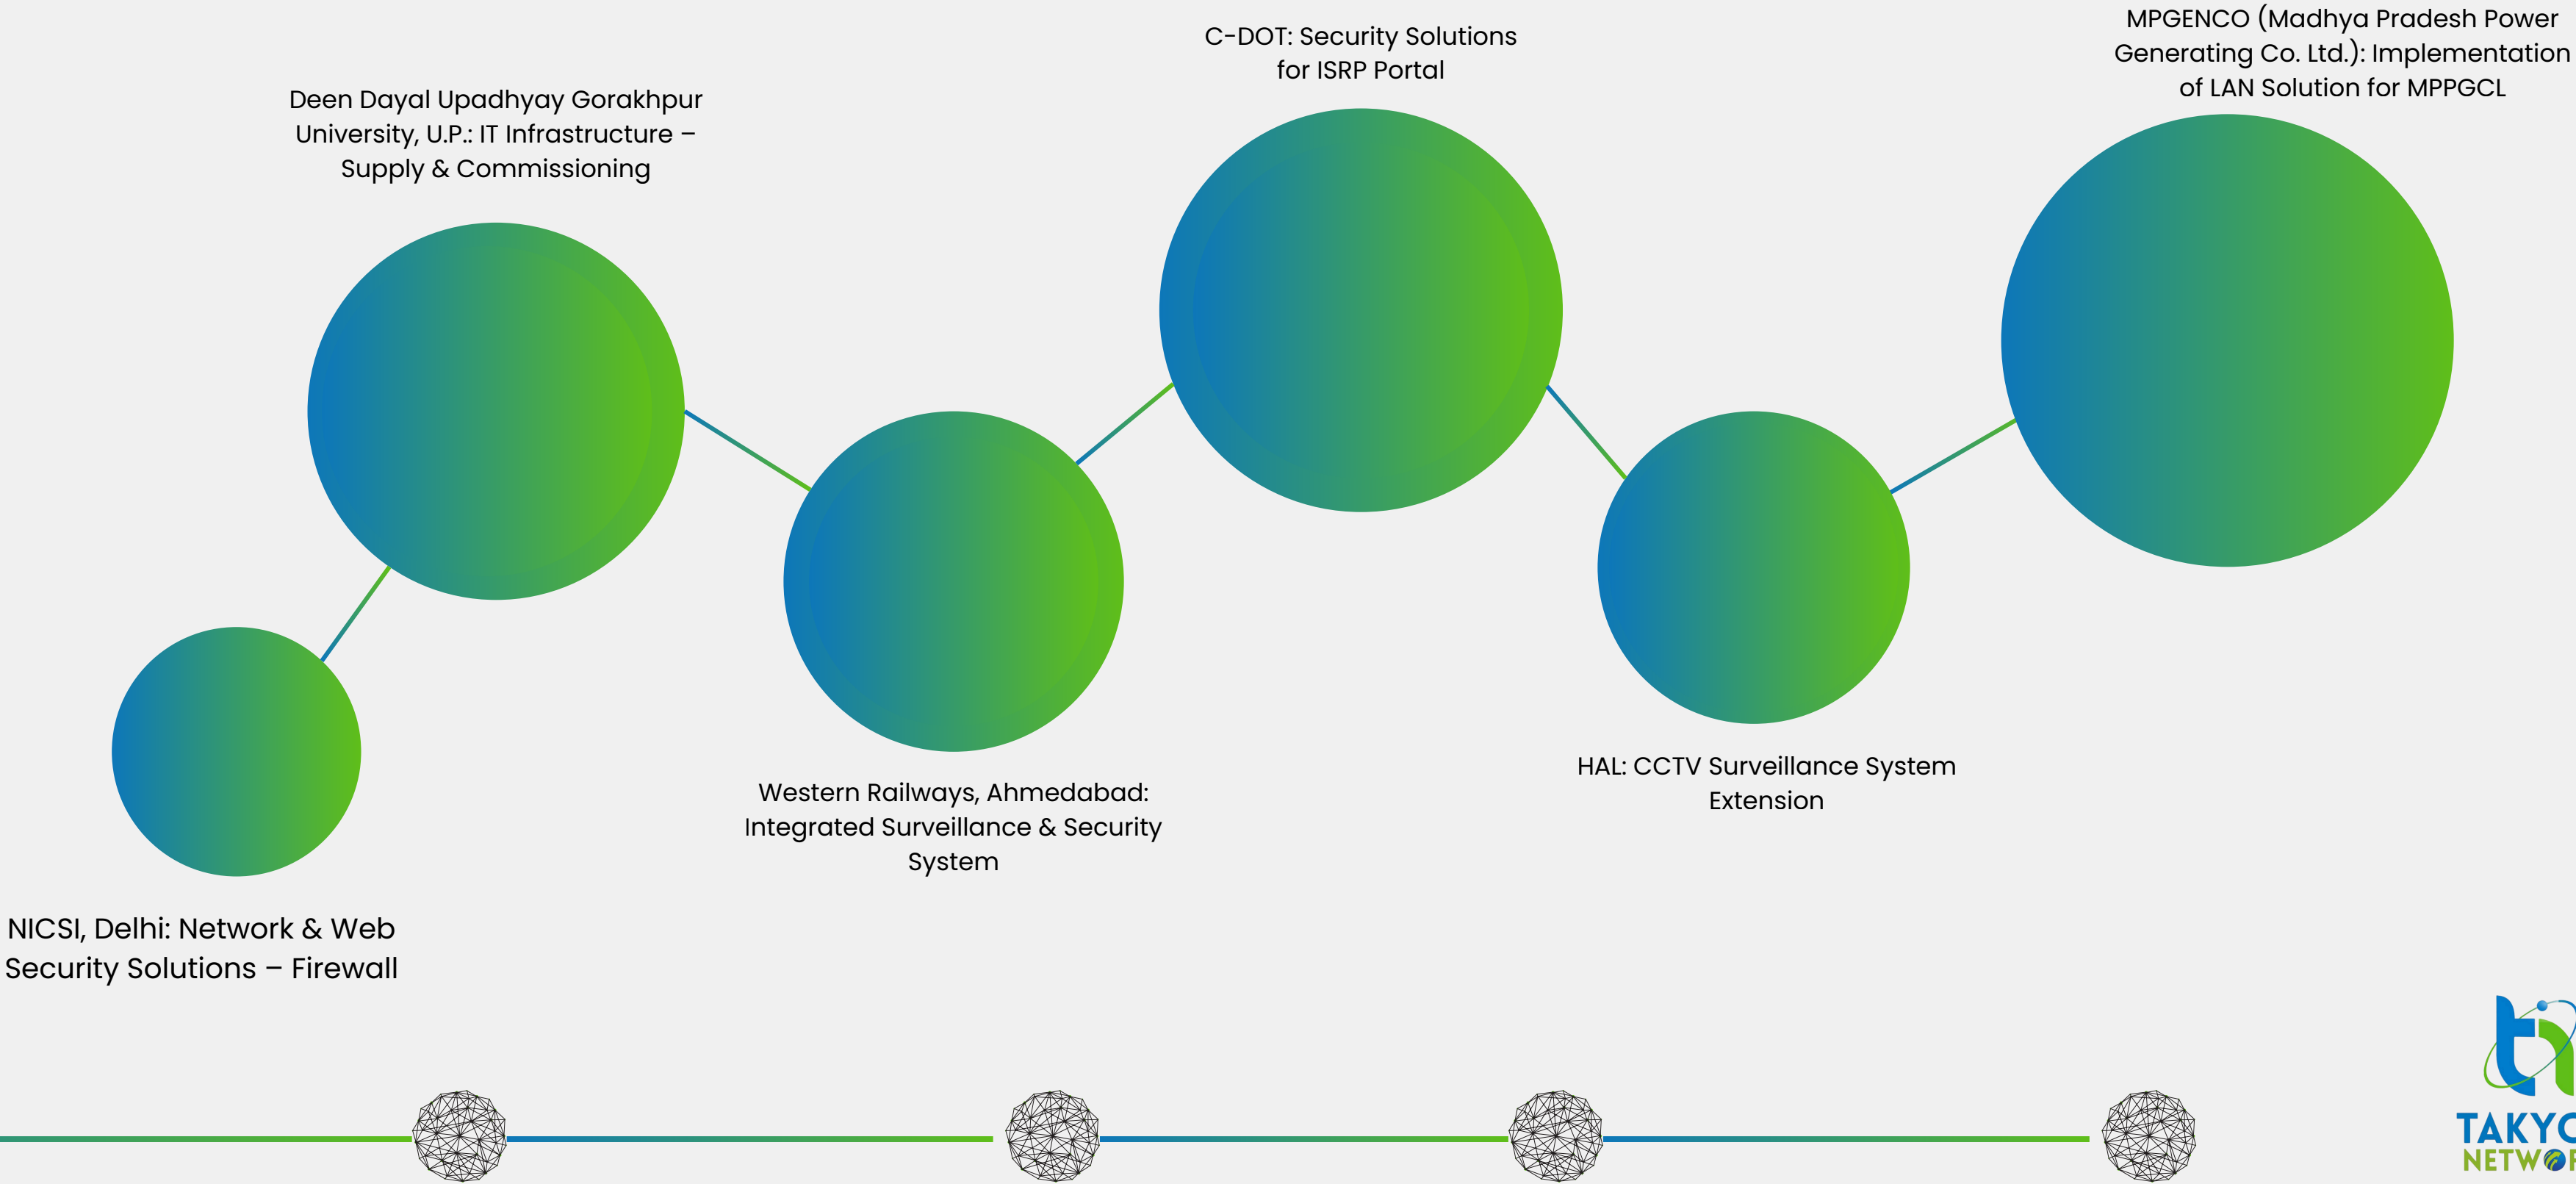 MPGENCO (Madhya Pradesh Power
Generating Co. Ltd.): Implementation
of LAN Solution for MPPGCL
C-DOT: Security Solutions
for ISRP Portal
Deen Dayal Upadhyay Gorakhpur
University, U.P.: IT Infrastructure –
Supply & Commissioning
HAL: CCTV Surveillance System
Extension
Western Railways, Ahmedabad:
Integrated Surveillance & Security
System
NICSI, Delhi: Network & Web
Security Solutions – Firewall